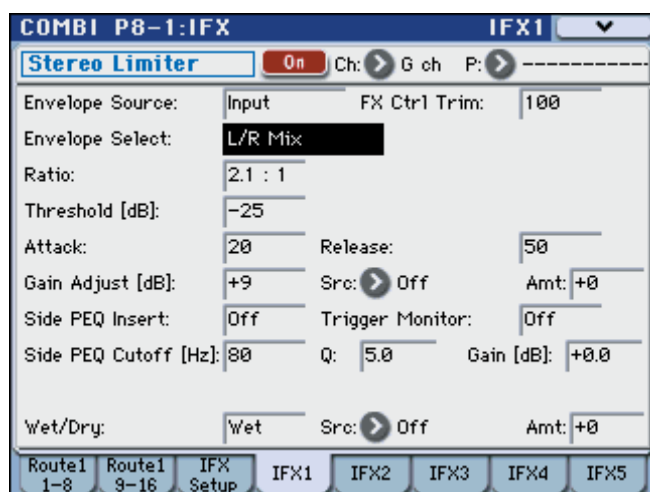 COMBI P8-1:IFX IFX1
Stereo Limiter On Ch: G ch P: -----------
Envelope Source: Input FX Ctrl Trim: 100
Envelope Select: L/R Mix
Ratio: 2.1 : 1
Threshold [dB]: -25
Attack: 20 Release: 50
Gain Adjust [dB]: +9 Src: Off Amt: +0
Side PEQ Insert: Off Trigger Monitor: Off
Side PEQ Cutoff [Hz]: 80 Q: 5.0 Gain [dB]: +0.0
Wet/Dry: Wet Src: Off Amt: +0
Route1 1-8 Route1 9-16 IFX Setup IFX1 IFX2 IFX3 IFX4 IFX5